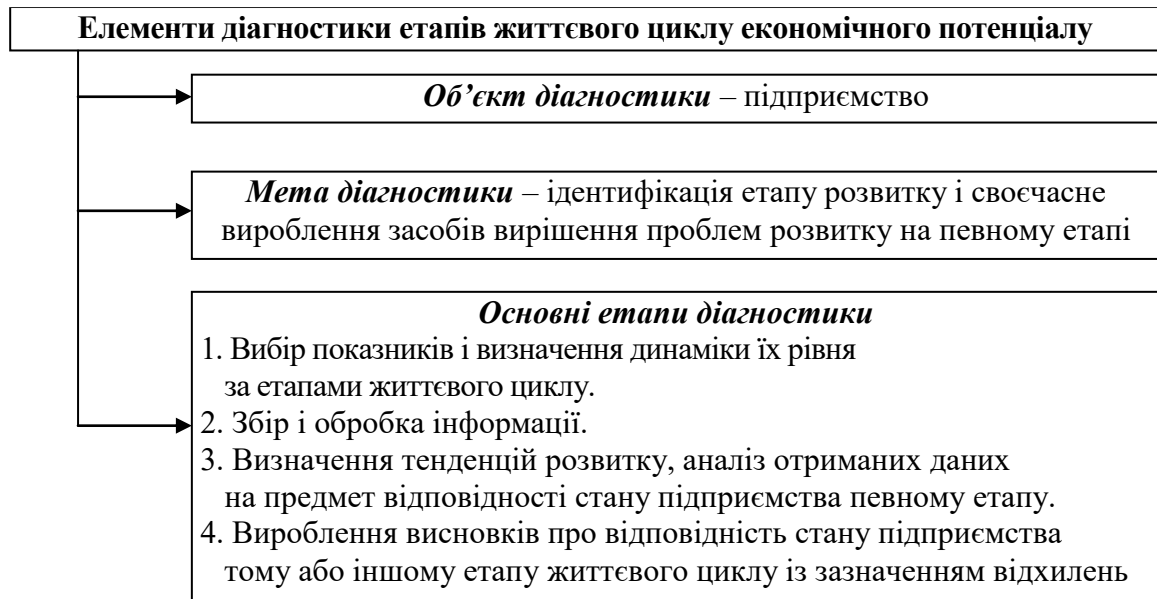 Елементи діагностики етапів життєвого циклу економічного потенціалу
Об’єкт діагностики – підприємство
Мета діагностики – ідентифікація етапу розвитку і своєчасне
вироблення засобів вирішення проблем розвитку на певному етапі
Основні етапи діагностики
1. Вибір показників і визначення динаміки їх рівня
за етапами життєвого циклу.
2. Збір і обробка інформації.
3. Визначення тенденцій розвитку, аналіз отриманих даних
на предмет відповідності стану підприємства певному етапу.
4. Вироблення висновків про відповідність стану підприємства
тому або іншому етапу життєвого циклу із зазначенням відхилень